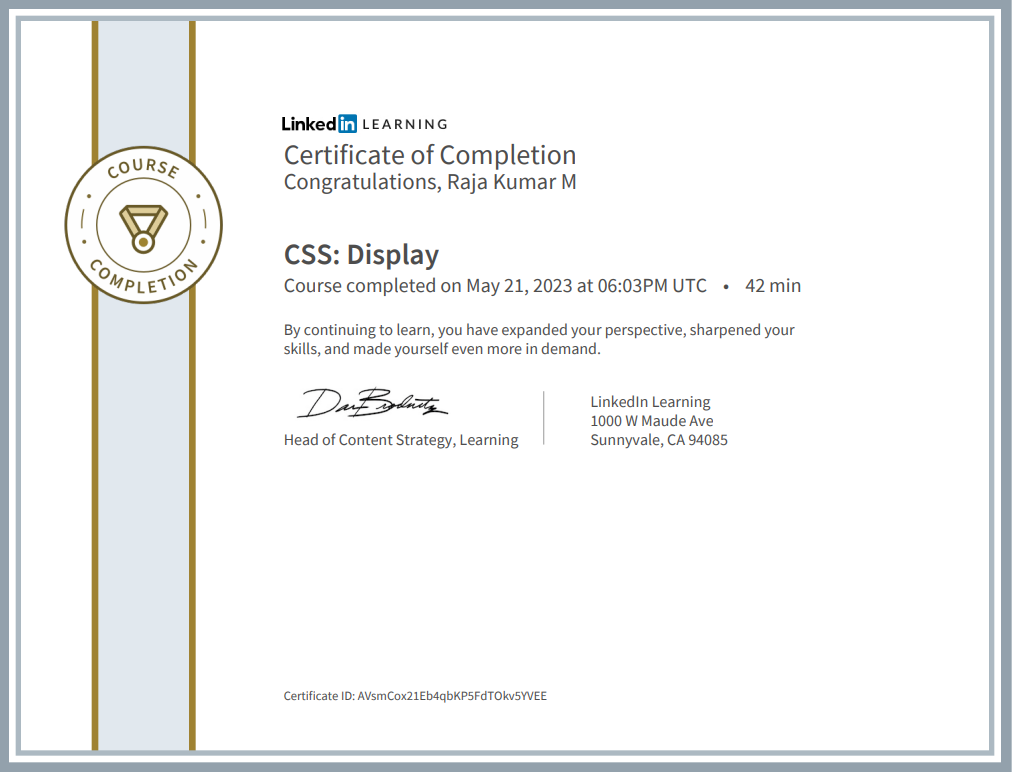 COURSE
COMPLETION
Linked in LEARNING
Certificate of Completion
Congratulations, Raja Kumar M
CSS: Display
Course completed on May 21, 2023 at 06:03PM UTC • 42 min
By continuing to learn, you have expanded your perspective, sharpened your
skills, and made yourself even more in demand.
Head of Content Strategy, Learning
LinkedIn Learning
1000 W Maude Ave
Sunnyvale, CA 94085
Certificate ID: AVsmCox21Eb4qbKP5FdTOkv5YVEE